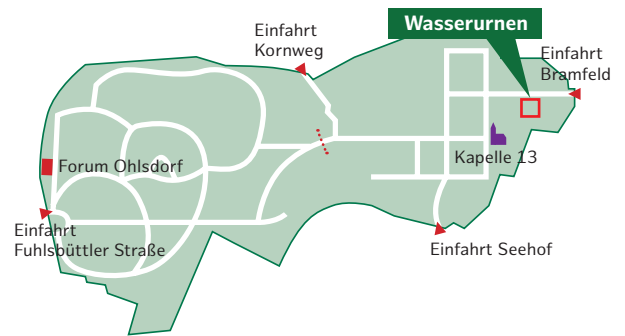 Wasserurnen
Einfahrt
Kornweg
Einfahrt
Bramfeld
Forum Ohlsdorf
Kapelle 13
Einfahrt
Fuhlsbüttler Straße
Einfahrt Seehof